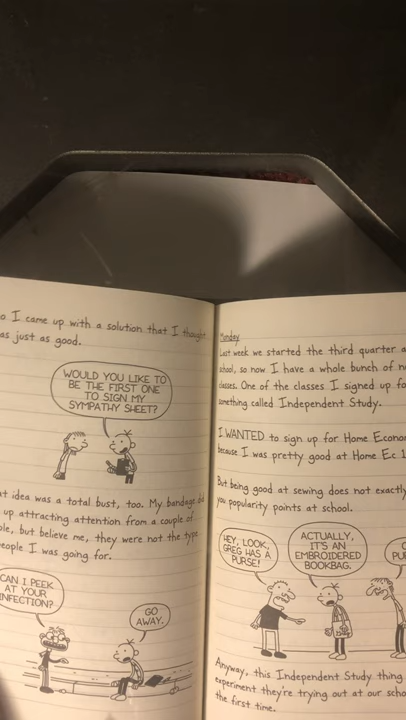 o I came up with a solution that I thought
as just as good.
WOULD YOU LIKE TO
BE THE FIRST ONE
TO SIGN MY
SYMPATHY SHEET?
at idea was a total bust, too. My bandage did
up attracting attention from a couple of
ple, but believe me, they were not the type
eople I was going for.
CAN I PEEK
AT YOUR
INFECTION?
GO
AWAY.
Monday
Last week we started the third quarter a
school, so now I have a whole bunch of n
classes. One of the classes I signed up fo
something called Independent Study.
I WANTED to sign up for Home Econo
because I was pretty good at Home Ec 1
But being good at sewing does not exactly
you popularity points at school.
HEY, LOOK,
GREG HAS A
PURSE!
ACTUALLY,
IT'S AN
EMBROIDERED
BOOKBAG.
PU
Anyway, this Independent Study thing
experiment they're trying out at our scho
the first time.